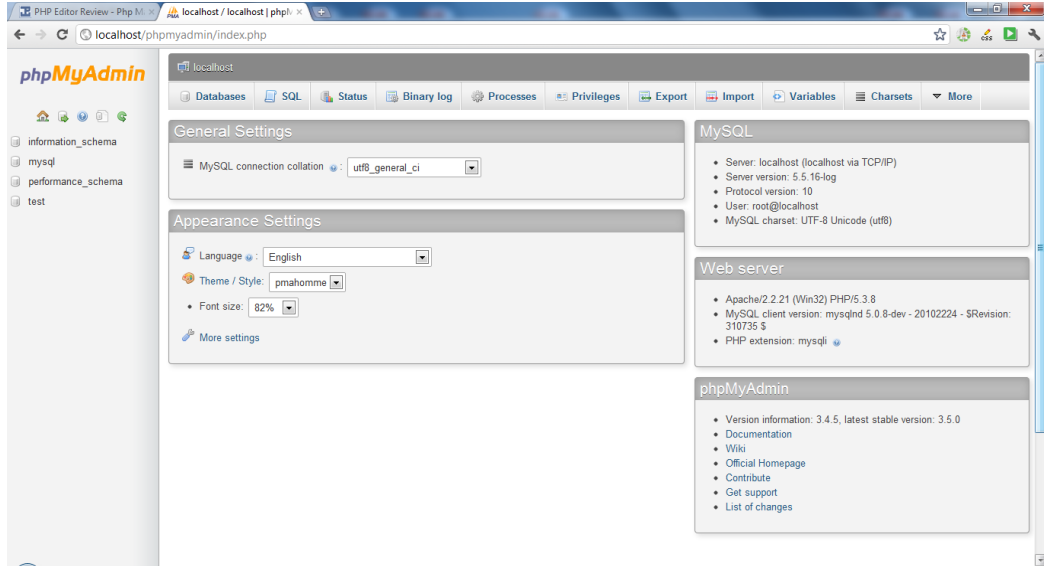 PHP Editor Review - Php M
localhost / localhost | phpM
localhost/phpmyadmin/index.php
css
phpMyAdmin
information_schema
mysql
performance_schema
test
localhost
Databases SQL Status Binary log Processes Privileges Export Import Variables Charsets More
General Settings
MySQL connection collation : utf8_general_ci
Appearance Settings
Language : English
Theme / Style: pmahomme
Font size: 82%
More settings
MySQL
Server: localhost (localhost via TCP/IP)
Server version: 5.5.16-log
Protocol version: 10
User: root@localhost
MySQL charset: UTF-8 Unicode (utf8)
Web server
Apache/2.2.21 (Win32) PHP/5.3.8
MySQL client version: mysqlnd 5.0.8-dev - 20102224 - $Revision:
310735 $
PHP extension: mysqli
phpMyAdmin
Version information: 3.4.5, latest stable version: 3.5.0
Documentation
Wiki
Official Homepage
Contribute
Get support
List of changes